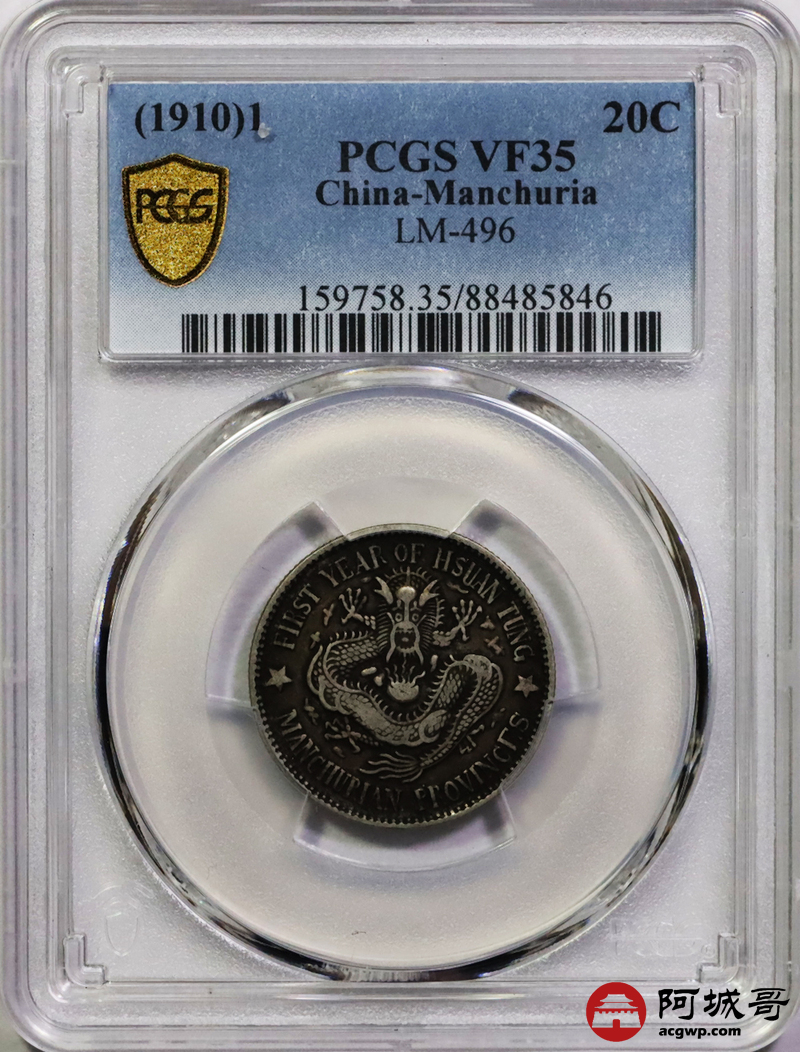 (1910)1 20C
PCGS VF35
China-Manchuria
LM-496
PCGS
159758.35/88485846
FIRST YEAR OF HSUAN TUNG
MANCHURIAN PROVINCES
阿城哥
acgwp.com